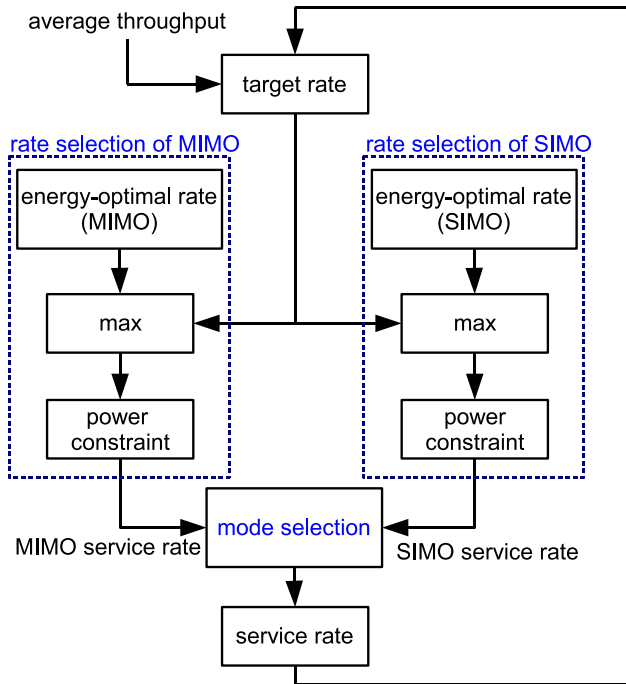 average throughput
target rate
rate selection of MIMO
rate selection of SIMO
energy-optimal rate
(MIMO)
energy-optimal rate
(SIMO)
max
max
power
constraint
power
constraint
mode selection
MIMO service rate
SIMO service rate
service rate